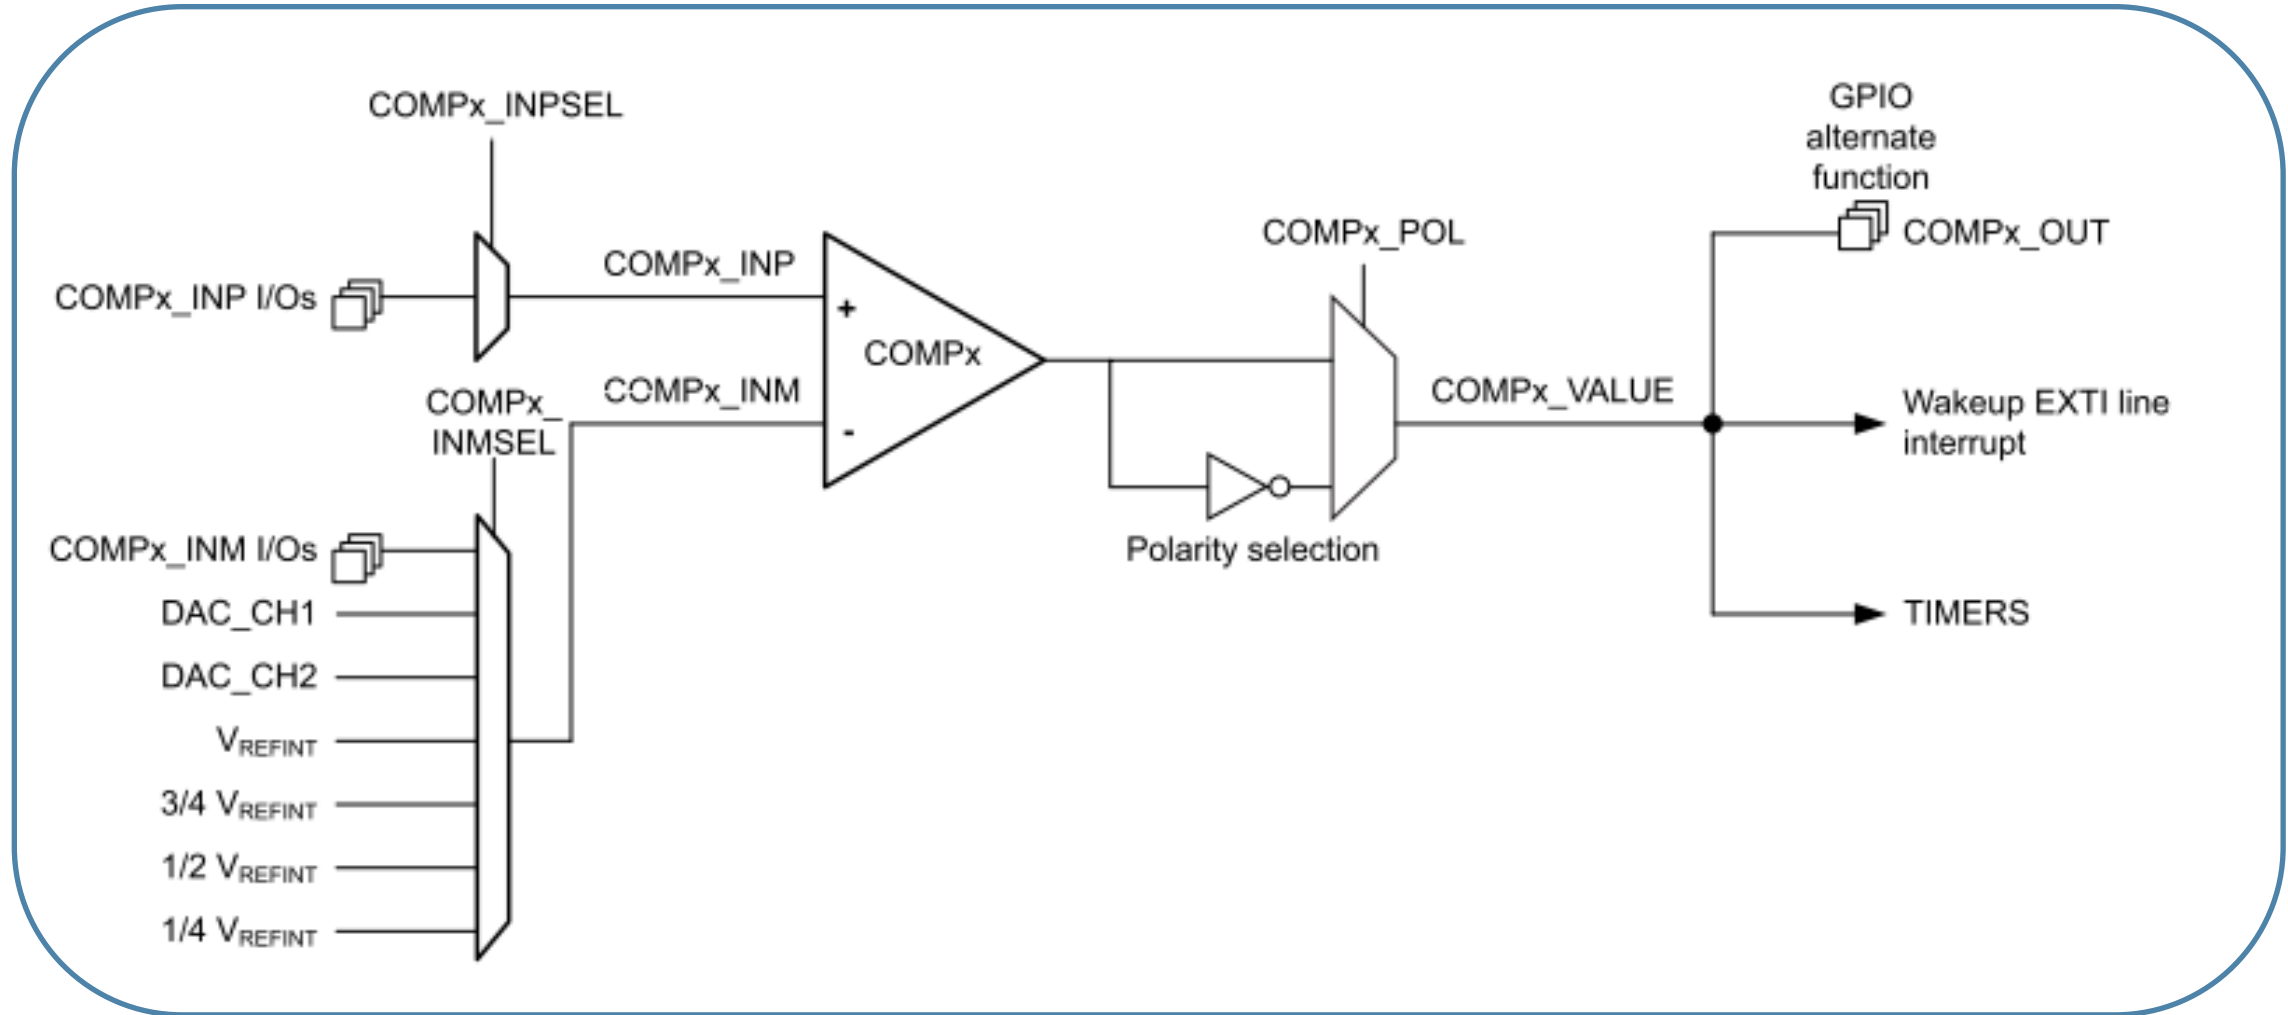 COMPx_INPSEL
GPIO
alternate
function
COMPx_POL
COMPx_OUT
COMPx_INP I/Os
COMPx_INP
+
COMPx
COMPx_INM
-
COMPx_
INMSEL
COMPx_VALUE
Wakeup EXTI line
interrupt
Polarity selection
COMPx_INM I/Os
DAC_CH1
TIMERS
DAC_CH2
VREFINT
3/4 VREFINT
1/2 VREFINT
1/4 VREFINT